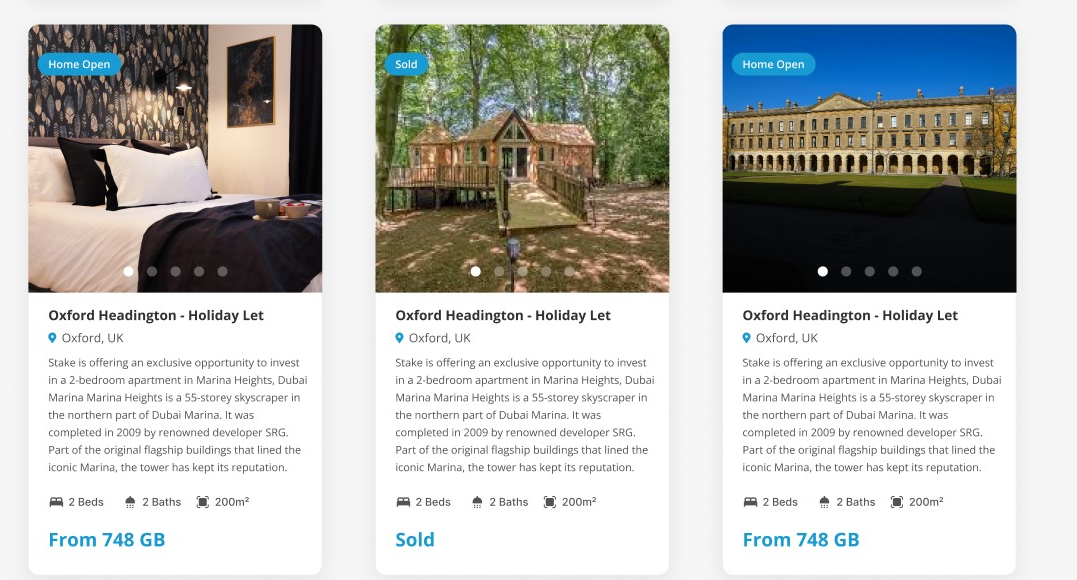 Home Open
Oxford Headington - Holiday Let
Oxford, UK
Stake is offering an exclusive opportunity to invest
in a 2-bedroom apartment in Marina Heights, Dubai
Marina Marina Heights is a 55-storey skyscraper in
the northern part of Dubai Marina. It was
completed in 2009 by renowned developer SRG.
Part of the original flagship buildings that lined the
iconic Marina, the tower has kept its reputation.
2 Beds 2 Baths 200m²
From 748 GB
Sold
Oxford Headington - Holiday Let
Oxford, UK
Stake is offering an exclusive opportunity to invest
in a 2-bedroom apartment in Marina Heights, Dubai
Marina Marina Heights is a 55-storey skyscraper in
the northern part of Dubai Marina. It was
completed in 2009 by renowned developer SRG.
Part of the original flagship buildings that lined the
iconic Marina, the tower has kept its reputation.
2 Beds 2 Baths 200m²
Sold
Home Open
Oxford Headington - Holiday Let
Oxford, UK
Stake is offering an exclusive opportunity to invest
in a 2-bedroom apartment in Marina Heights, Dubai
Marina Marina Heights is a 55-storey skyscraper in
the northern part of Dubai Marina. It was
completed in 2009 by renowned developer SRG.
Part of the original flagship buildings that lined the
iconic Marina, the tower has kept its reputation.
2 Beds 2 Baths 200m²
From 748 GB